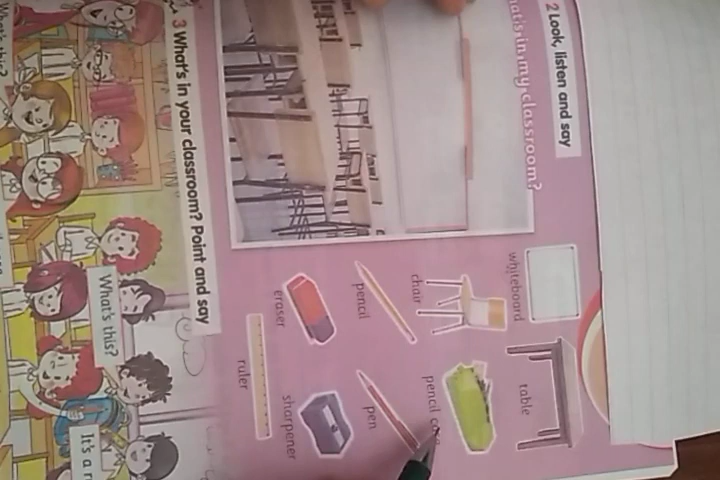 2 Look, listen and say
in my classroom?
whiteboard
table
chair
pencil case
pencil
pen
eraser
sharpener
ruler
3 What's in your classroom? Point and say
What's this?
What's this?
It's a